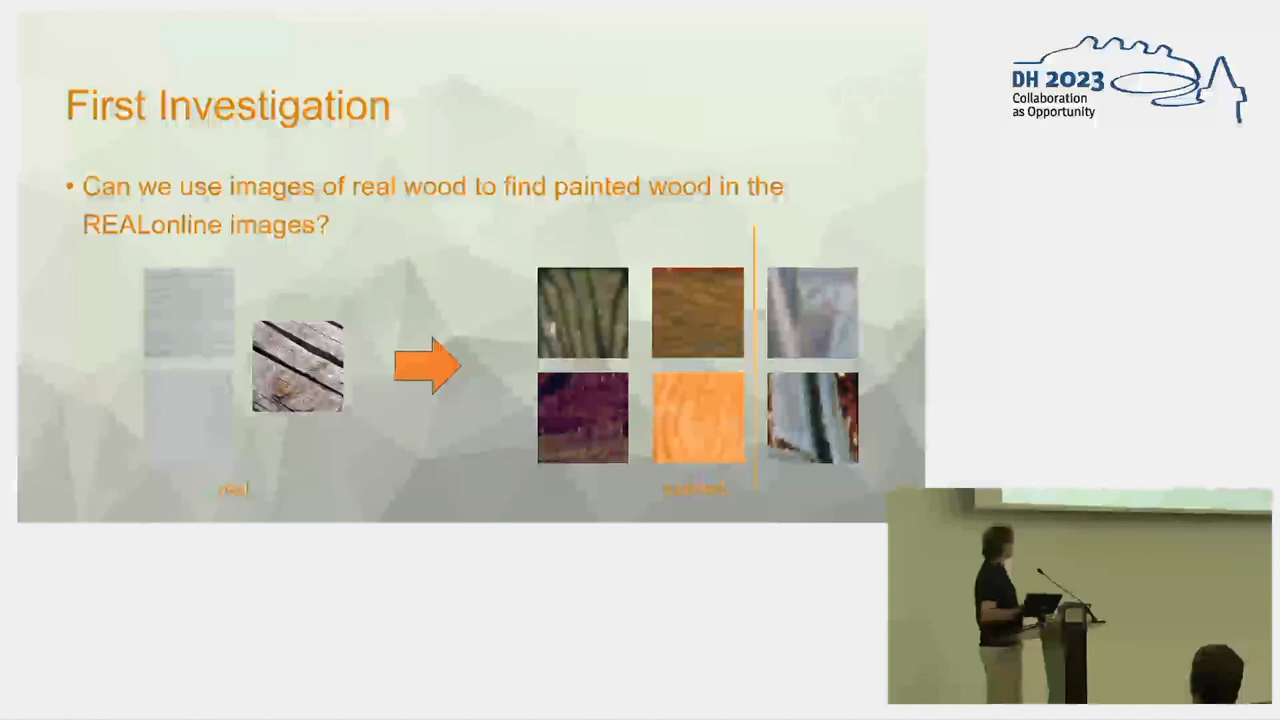 First Investigation
• Can we use images of real wood to find painted wood in the
REALonline images?
real
painted
DH 2023
Collaboration
as Opportunity